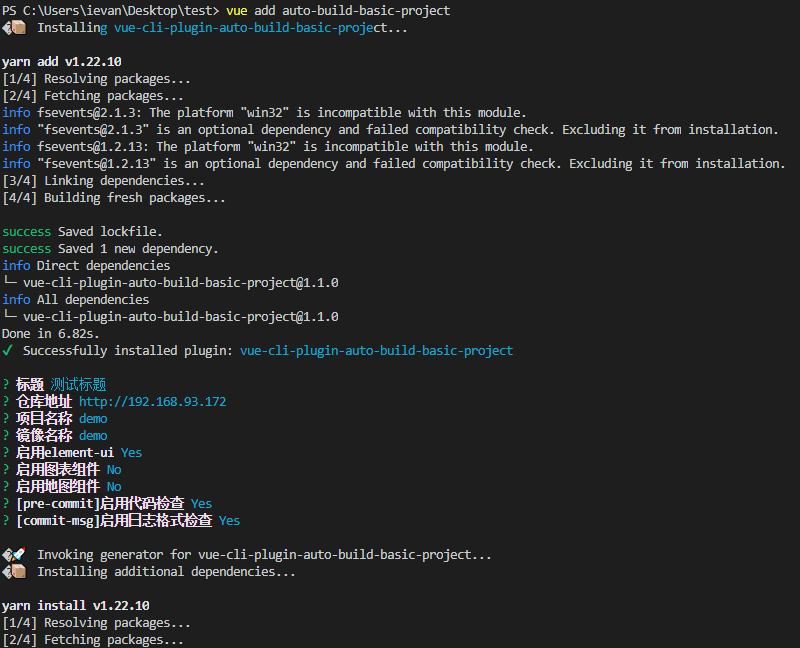 PS C:\Users\ievan\Desktop\test> vue add auto-build-basic-project
Installing vue-cli-plugin-auto-build-basic-project...
yarn add v1.22.10
[1/4] Resolving packages...
[2/4] Fetching packages...
info fsevents@2.1.3: The platform "win32" is incompatible with this module.
info "fsevents@2.1.3" is an optional dependency and failed compatibility check. Excluding it from installation.
info fsevents@1.2.13: The platform "win32" is incompatible with this module.
info "fsevents@1.2.13" is an optional dependency and failed compatibility check. Excluding it from installation.
[3/4] Linking dependencies...
[4/4] Building fresh packages...
success Saved lockfile.
success Saved 1 new dependency.
info Direct dependencies
└─ vue-cli-plugin-auto-build-basic-project@1.1.0
info All dependencies
└─ vue-cli-plugin-auto-build-basic-project@1.1.0
Done in 6.82s.
✓ Successfully installed plugin: vue-cli-plugin-auto-build-basic-project
? 标题 测试标题
? 仓库地址 http://192.168.93.172
? 项目名称 demo
? 镜像名称 demo
? 启用element-ui Yes
? 启用图表组件 No
? 启用地图组件 No
? [pre-commit]启用代码检查 Yes
? [commit-msg]启用日志格式检查 Yes
Invoking generator for vue-cli-plugin-auto-build-basic-project...
Installing additional dependencies...
yarn install v1.22.10
[1/4] Resolving packages...
[2/4] Fetching packages...